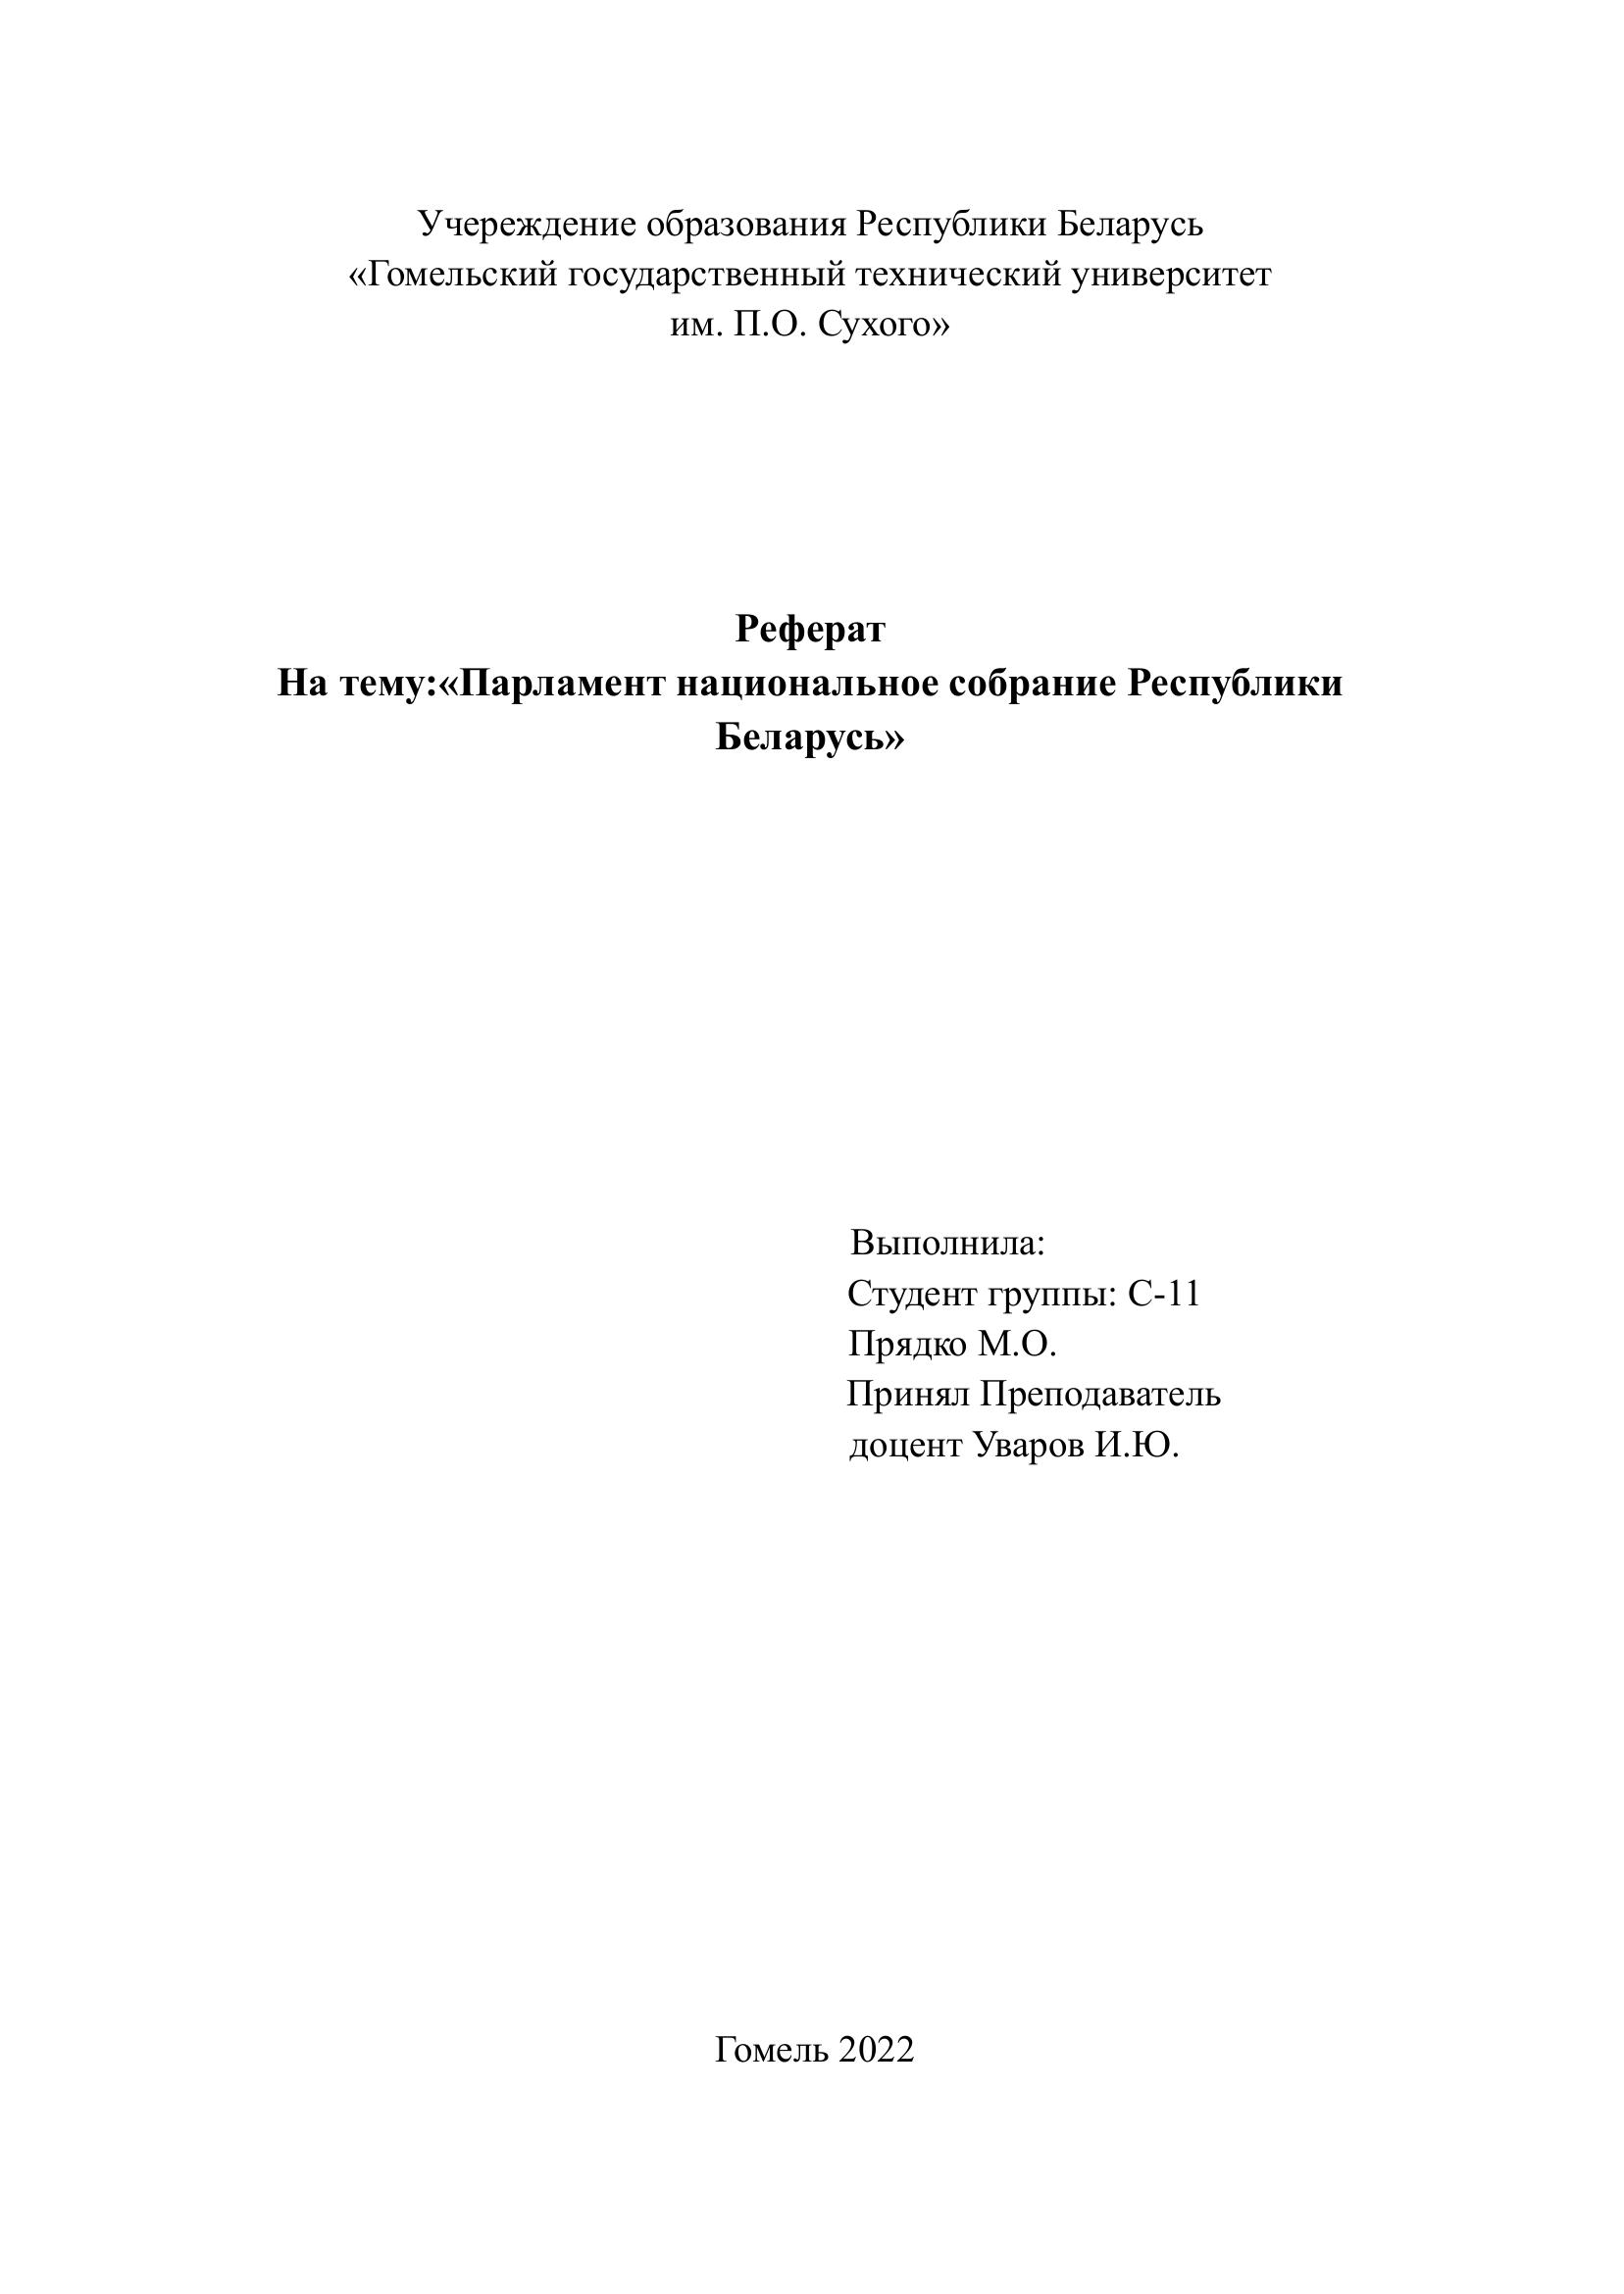 Учереждение образования Республики Беларусь
«Гомельский государственный технический университет
им. П.О. Сухого»
Реферат
На тему:«Парламент национальное собрание Республики
Беларусь»
Выполнила:
Студент группы: С-11
Прядко М.О.
Принял Преподаватель
доцент Уваров И.Ю.
Гомель 2022